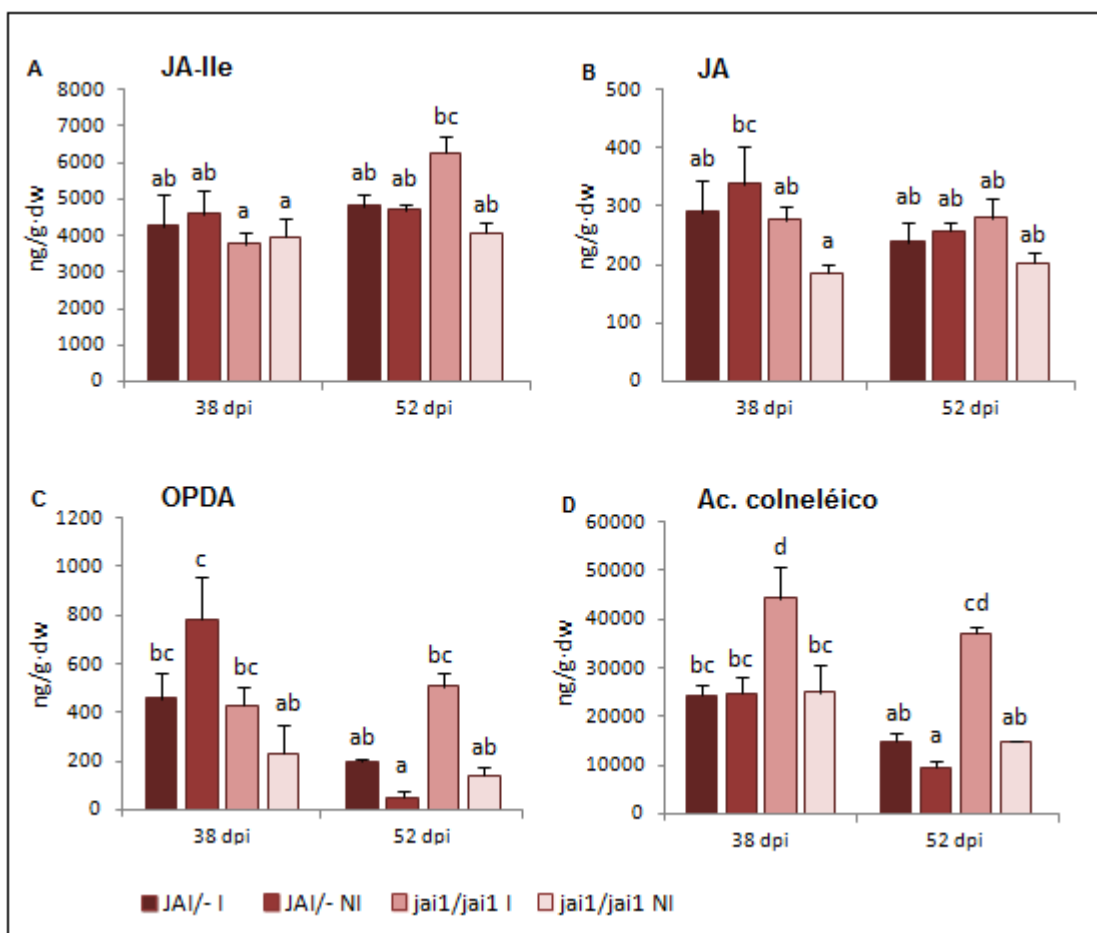 A JA-Ile
8000
7000
6000
5000
4000
3000
2000
1000
0
ng/g·dw
ab ab a a
ab ab bc ab
38 dpi 52 dpi
B JA
500
400
300
200
100
0
ng/g·dw
ab bc ab a
ab ab ab ab
38 dpi 52 dpi
C OPDA
1200
1000
800
600
400
200
0
ng/g·dw
bc c bc ab
ab a bc ab
38 dpi 52 dpi
D Ac. colneléico
60000
50000
40000
30000
20000
10000
0
ng/g·dw
bc bc d bc
ab a cd ab
38 dpi 52 dpi
JAI/- I JAI/- NI jai1/jai1 I jai1/jai1 NI